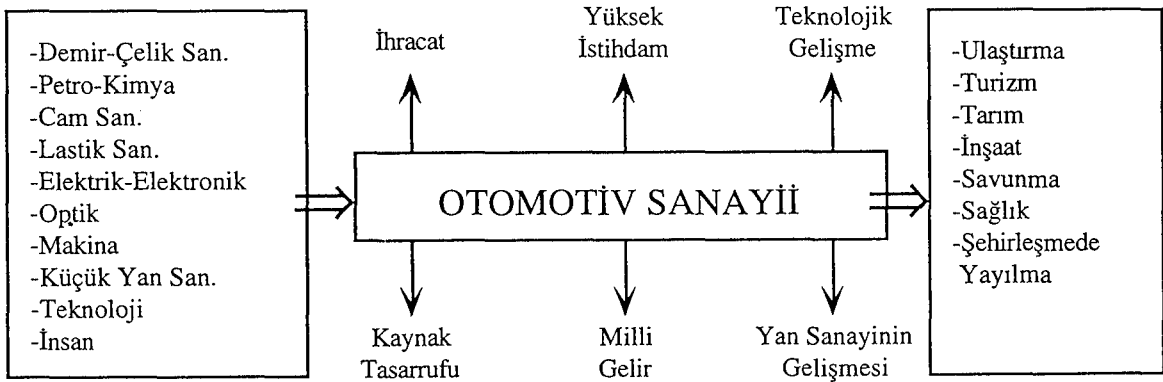 -Demir-Çelik San.
-Petro-Kimya
-Cam San.
-Lastik San.
-Elektrik-Elektronik
-Optik
-Makina
-Küçük Yan San.
-Teknoloji
-İnsan
İhracat
Yüksek
İstihdam
Teknolojik
Gelişme
OTOMOTİV SANAYİİ
Kaynak
Tasarrufu
Milli
Gelir
Yan Sanayinin
Gelişmesi
-Ulaştırma
-Turizm
-Tarım
-İnşaat
-Savunma
-Sağlık
-Şehirleşmede
Yayılma